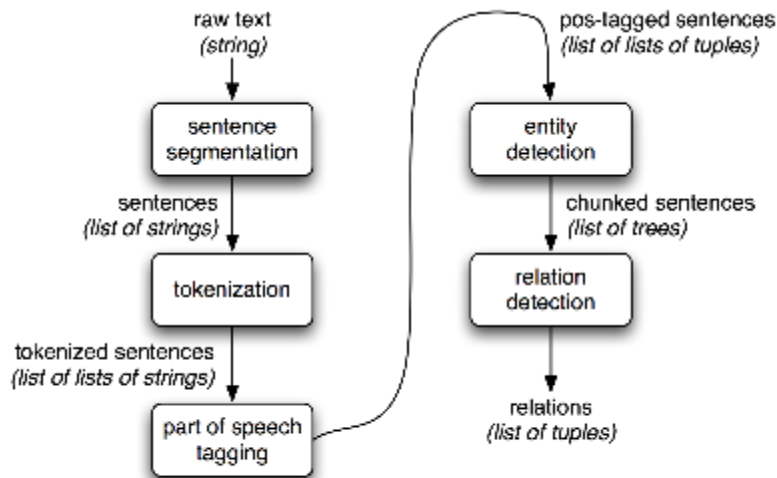 raw text
(string)
sentence
segmentation
sentences
(list of strings)
tokenization
tokenized sentences
(list of lists of strings)
part of speech
tagging
pos-tagged sentences
(list of lists of tuples)
entity
detection
chunked sentences
(list of trees)
relation
detection
relations
(list of tuples)